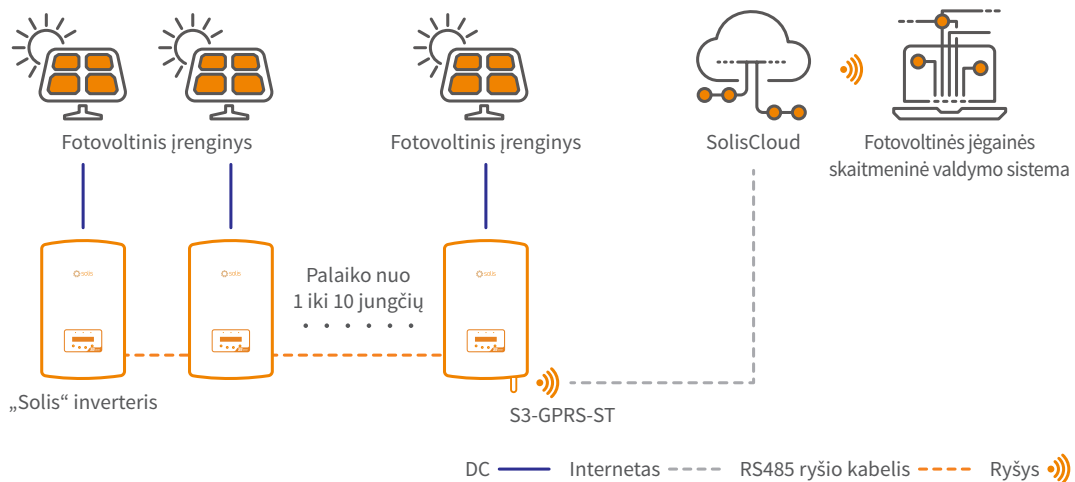 Fotovoltinis įrenginys
Fotovoltinis įrenginys
SolisCloud
Fotovoltinės jėgainės
skaitmeninė valdymo sistema
solis
solis
solis
Palaiko nuo
1 iki 10 jungčių
„Solis“ inverteris
S3-GPRS-ST
DC
Internetas
RS485 ryšio kabelis
Ryšys